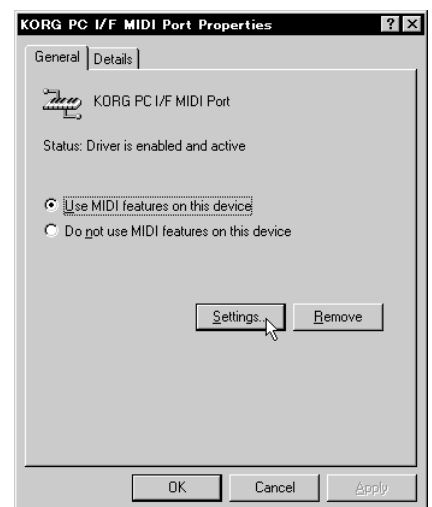 KORG PC I/F MIDI Port Properties
General Details
KORG PC I/F MIDI Port
Status: Driver is enabled and active
Use MIDI features on this device
Do not use MIDI features on this device
Settings... Remove
OK Cancel Apply